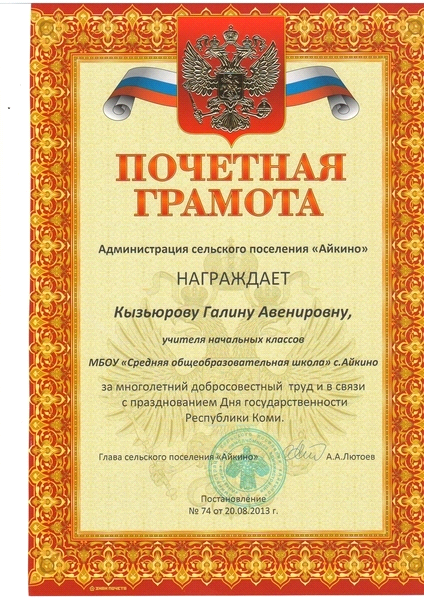 ПОЧЕТНАЯ
ГРАМОТА
Администрация сельского поселения «Айкино»
НАГРАЖДАЕТ
Кызьюрову Галину Авенировну,
учителя начальных классов
МБОУ «Средняя общеобразовательная школа» с.Айкино
за многолетний добросовестный труд и в связи
с празднованием Дня государственности
Республики Коми.
Глава сельского поселения «Айкино» А.А.Лютоев
Постановление
№ 74 от 20.08.2013 г.